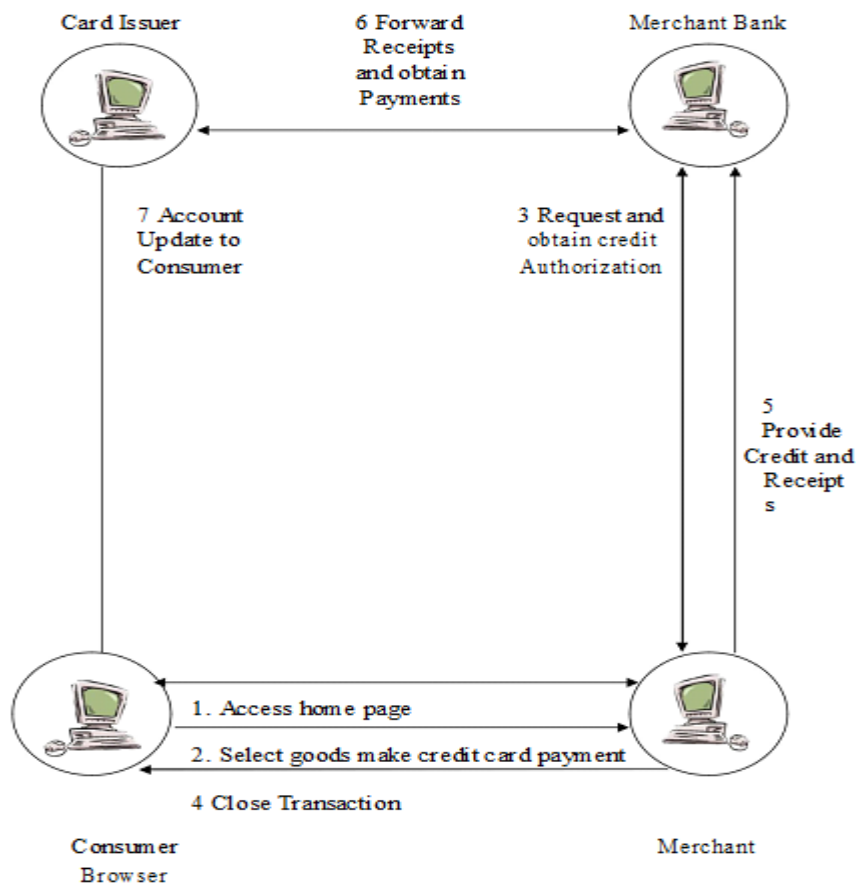 Card Issuer
6 Forward
Receipts
and obtain
Payments
Merchant Bank
7 Account
Update to
Consumer
3 Request and
obtain credit
Authorization
5
Provide
Credit and
Receipt
s
1. Access home page
2. Select goods make credit card payment
4 Close Transaction
Consumer
Browser
Merchant